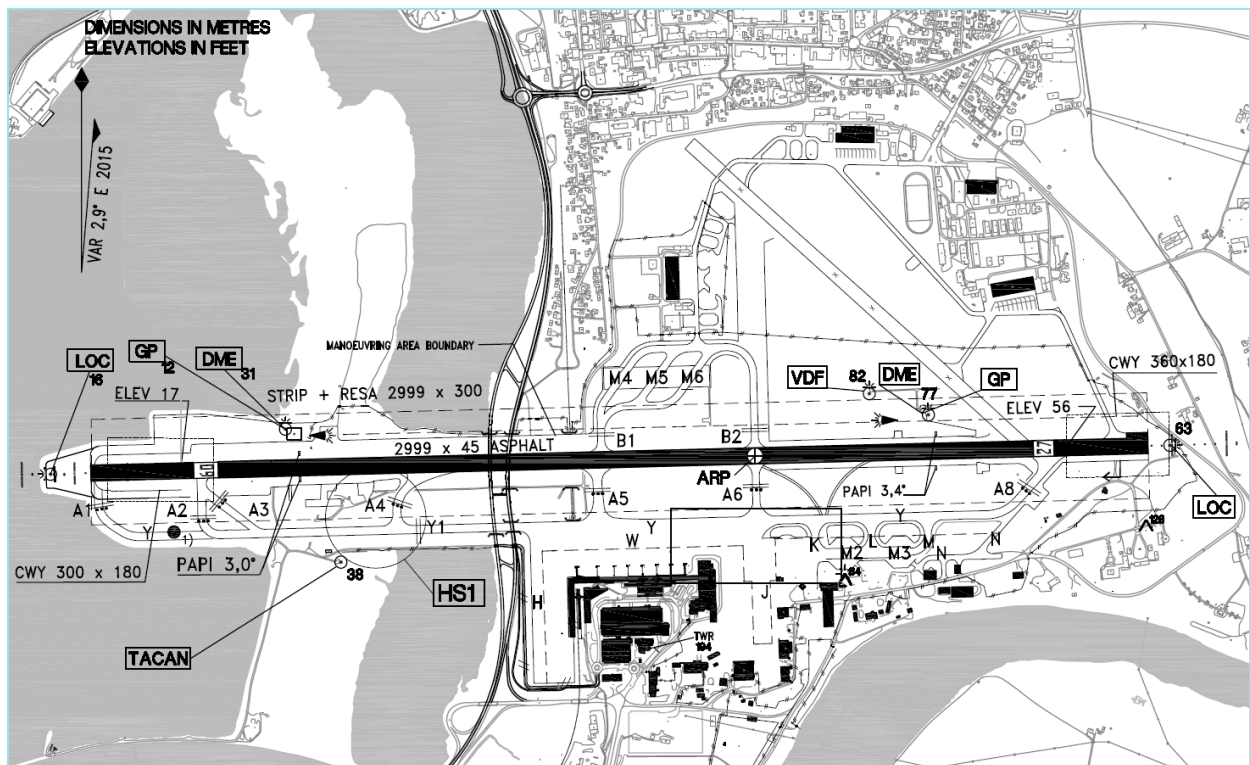 DIMENSIONS IN METRES
ELEVATIONS IN FEET
VAR 2,9° E 2015
LOC
16
GP
12
DME
31
ELEV 17
STRIP + RESA 2999 x 300
MANOEUVRING AREA BOUNDARY
M4 M5 M6
VDF
82
DME
77
GP
CWY 360x180
ELEV 56
63
B1
B2
2999 x 45 ASPHALT
27
ARP
PAPI 3,4°
LOC
A1
A2
A3
A4
A5
A6
A8
Y
1)
Y1
Y
Y
W
K
L
M
N
N
M2
M3
128
64
CWY 300 x 180
PAPI 3,0°
38
HS1
H
J
TWR
194
TACAN